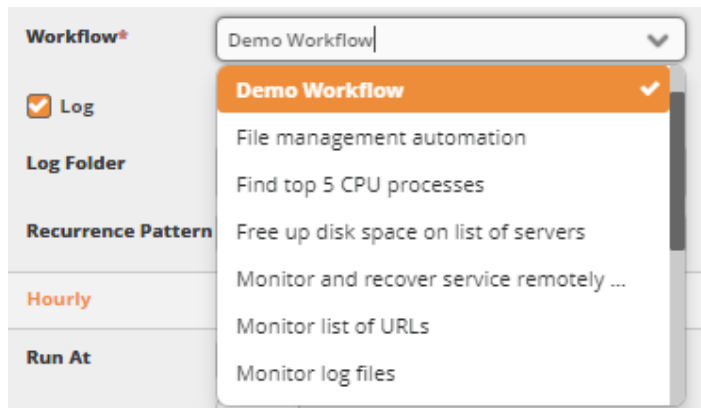 Workflow*
Demo Workflow
Demo Workflow
Log
File management automation
Log Folder
Find top 5 CPU processes
Recurrence Pattern
Free up disk space on list of servers
Monitor and recover service remotely ...
Hourly
Monitor list of URLs
Run At
Monitor log files